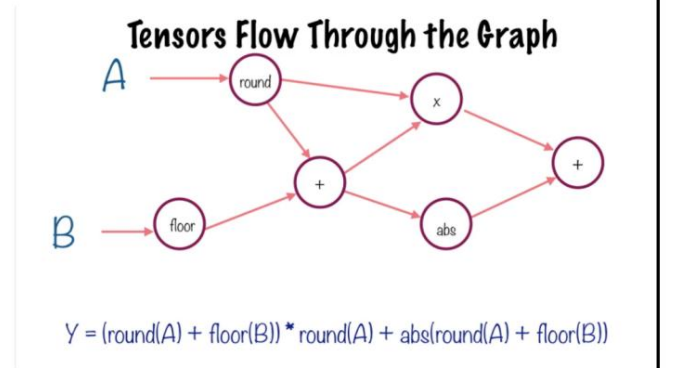 Tensors Flow Through the Graph
A
round
x
+
+
B
floor
abs
Y = (round(A) + floor(B)) * round(A) + abs(round(A) + floor(B))